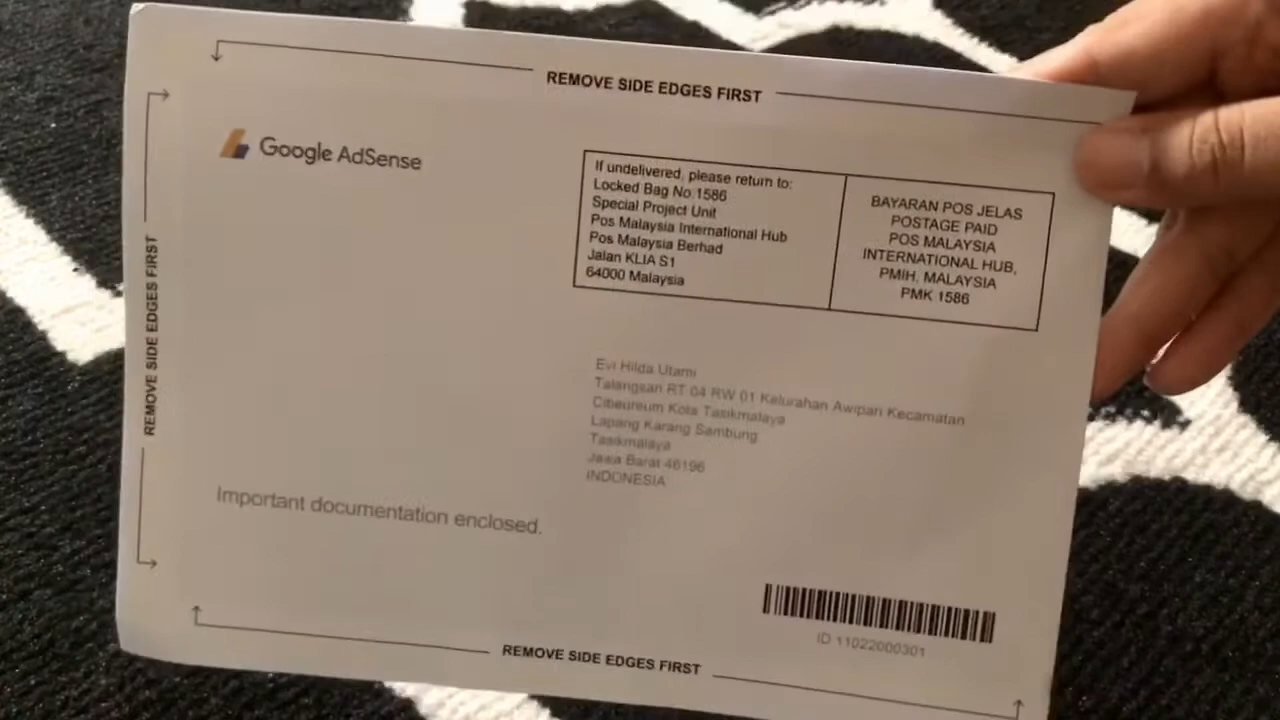 REMOVE SIDE EDGES FIRST
Google AdSense
If undelivered, please return to:
Locked Bag No.1586
Special Project Unit
Pos Malaysia International Hub
Pos Malaysia Berhad
Jalan KLIA S1
64000 Malaysia
BAYARAN POS JELAS
POSTAGE PAID
POS MALAYSIA
INTERNATIONAL HUB,
PMIH, MALAYSIA
PMK 1586
REMOVE SIDE EDGES FIRST
Evi Hilda Utami
Talangsari RT 04 RW 01 Kelurahan Awipari Kecamatan
Cibeureum Kota Tasikmalaya
Lapang Karang Sambung
Tasikmalaya
Jawa Barat 46196
INDONESIA
Important documentation enclosed.
ID 11022000301
REMOVE SIDE EDGES FIRST